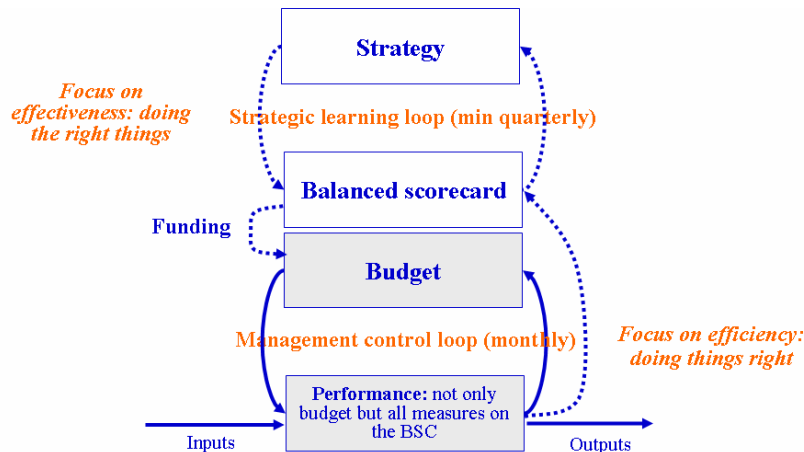 Strategy
Focus on
effectiveness: doing
the right things
Strategic learning loop (min quarterly)
Balanced scorecard
Funding
Budget
Management control loop (monthly)
Focus on efficiency:
doing things right
Performance: not only
budget but all measures on
the BSC
Inputs
Outputs